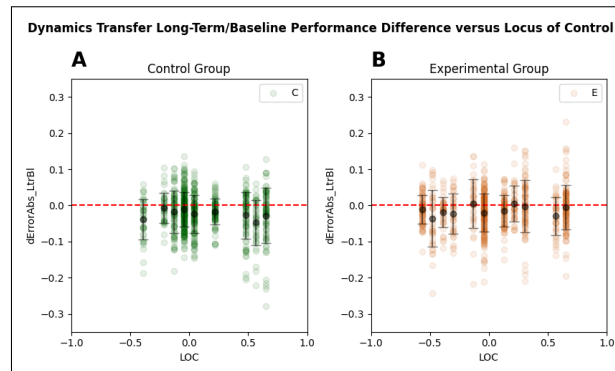 Dynamics Transfer Long-Term/Baseline Performance Difference versus Locus of Control
A
Control Group
C
dErrorAbs_LtrBl
0.3
0.2
0.1
0.0
−0.1
−0.2
−0.3
−1.0
−0.5
0.0
0.5
1.0
LOC
B
Experimental Group
E
dErrorAbs_LtrBl
0.3
0.2
0.1
0.0
−0.1
−0.2
−0.3
−1.0
−0.5
0.0
0.5
1.0
LOC